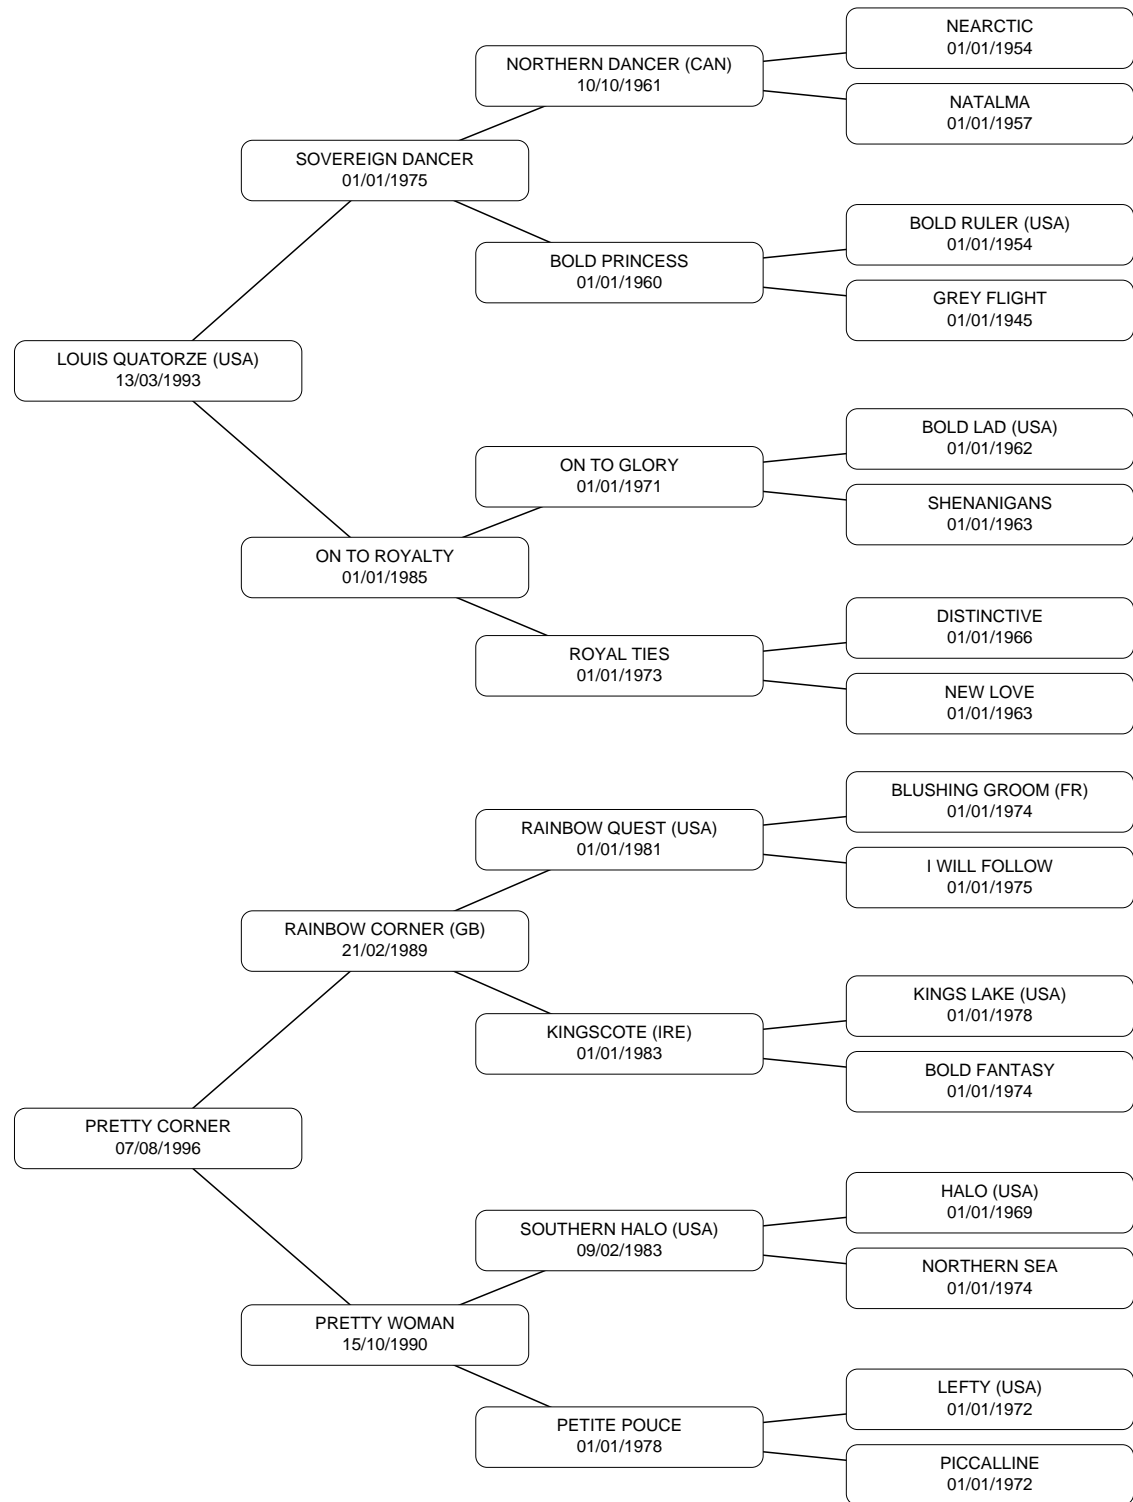 NEARCTIC
01/01/1954
NORTHERN DANCER (CAN)
10/10/1961
NATALMA
01/01/1957
SOVEREIGN DANCER
01/01/1975
BOLD RULER (USA)
01/01/1954
BOLD PRINCESS
01/01/1960
GREY FLIGHT
01/01/1945
LOUIS QUATORZE (USA)
13/03/1993
BOLD LAD (USA)
01/01/1962
ON TO GLORY
01/01/1971
SHENANIGANS
01/01/1963
ON TO ROYALTY
01/01/1985
DISTINCTIVE
01/01/1966
ROYAL TIES
01/01/1973
NEW LOVE
01/01/1963
BLUSHING GROOM (FR)
01/01/1974
RAINBOW QUEST (USA)
01/01/1981
I WILL FOLLOW
01/01/1975
RAINBOW CORNER (GB)
21/02/1989
KINGS LAKE (USA)
01/01/1978
KINGSCOTE (IRE)
01/01/1983
BOLD FANTASY
01/01/1974
PRETTY CORNER
07/08/1996
HALO (USA)
01/01/1969
SOUTHERN HALO (USA)
09/02/1983
NORTHERN SEA
01/01/1974
PRETTY WOMAN
15/10/1990
LEFTY (USA)
01/01/1972
PETITE POUCE
01/01/1978
PICCALLINE
01/01/1972